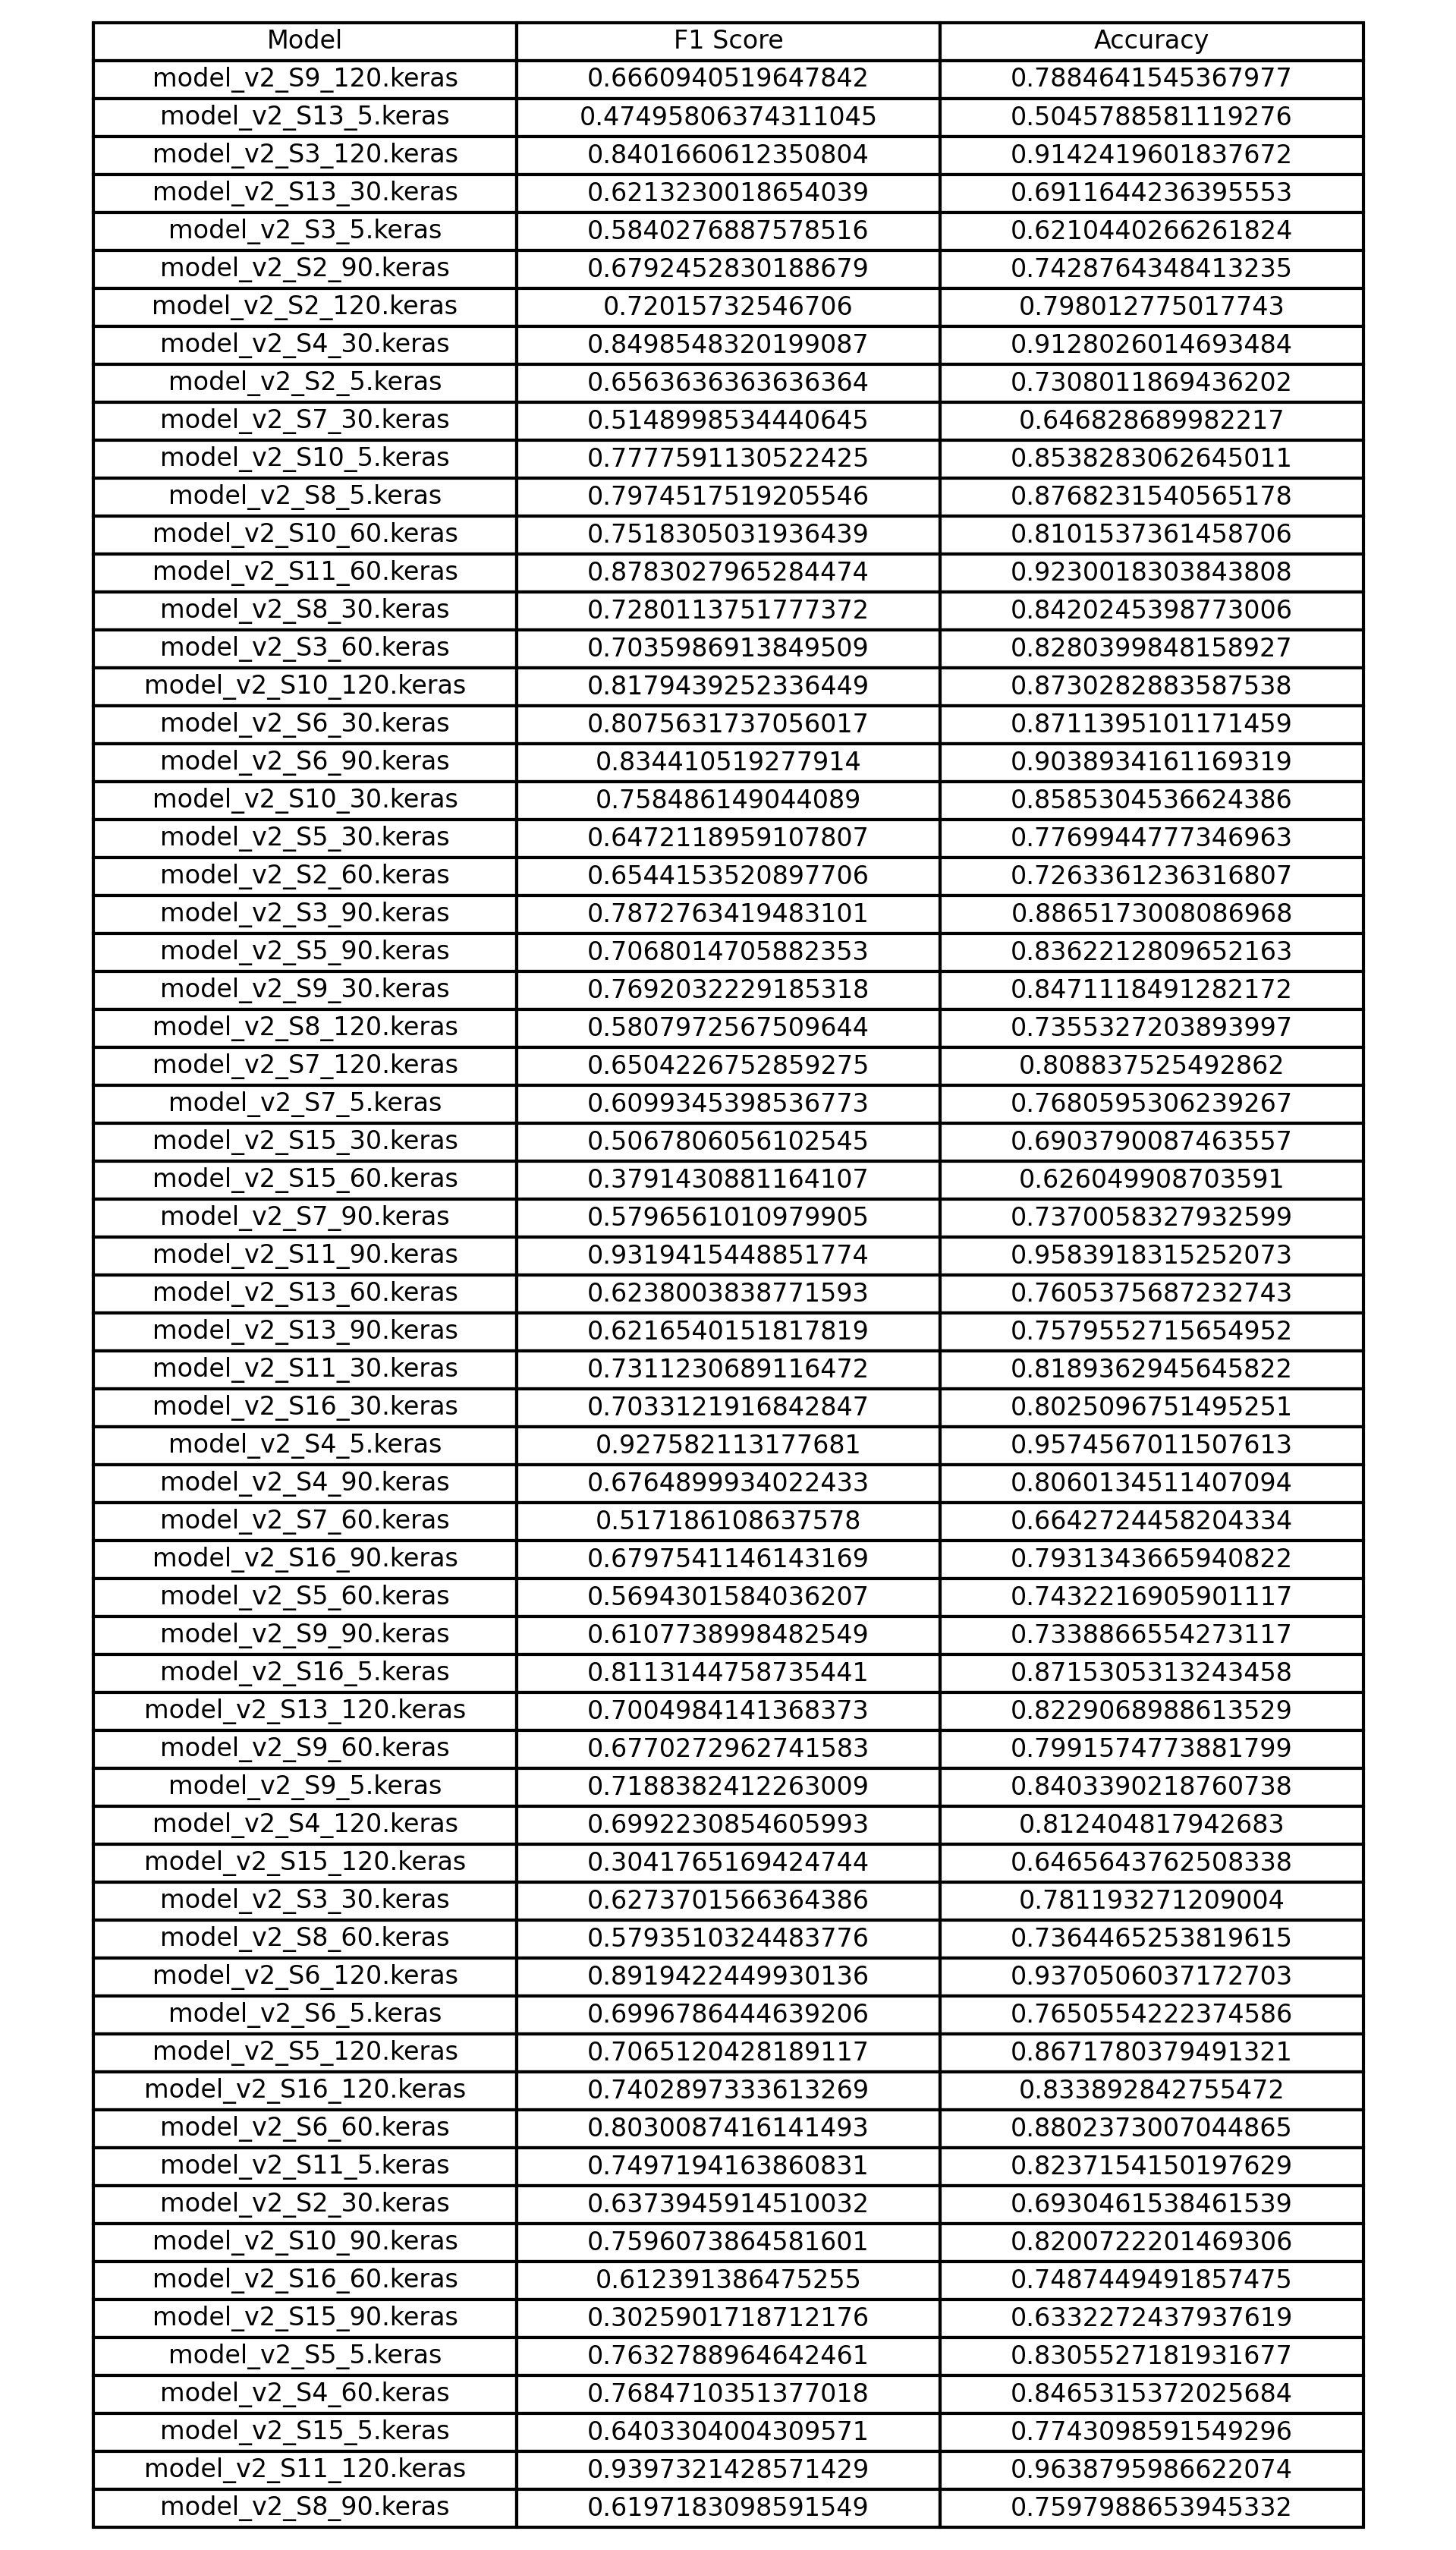 Model F1 Score Accuracy
model_v2_S9_120.keras 0.6660940519647842 0.7884641545367977
model_v2_S13_5.keras 0.47495806374311045 0.5045788581119276
model_v2_S3_120.keras 0.8401660612350804 0.9142419601837672
model_v2_S13_30.keras 0.6213230018654039 0.6911644236395553
model_v2_S3_5.keras 0.5840276887578516 0.6210440266261824
model_v2_S2_90.keras 0.6792452830188679 0.7428764348413235
model_v2_S2_120.keras 0.72015732546706 0.798012775017743
model_v2_S4_30.keras 0.8498548320199087 0.9128026014693484
model_v2_S2_5.keras 0.6563636363636364 0.7308011869436202
model_v2_S7_30.keras 0.5148998534440645 0.646828689982217
model_v2_S10_5.keras 0.7777591130522425 0.8538283062645011
model_v2_S8_5.keras 0.7974517519205546 0.8768231540565178
model_v2_S10_60.keras 0.7518305031936439 0.8101537361458706
model_v2_S11_60.keras 0.8783027965284474 0.9230018303843808
model_v2_S8_30.keras 0.7280113751777372 0.8420245398773006
model_v2_S3_60.keras 0.7035986913849509 0.8280399848158927
model_v2_S10_120.keras 0.8179439252336449 0.8730282883587538
model_v2_S6_30.keras 0.8075631737056017 0.8711395101171459
model_v2_S6_90.keras 0.834410519277914 0.9038934161169319
model_v2_S10_30.keras 0.758486149044089 0.8585304536624386
model_v2_S5_30.keras 0.6472118959107807 0.7769944777346963
model_v2_S2_60.keras 0.6544153520897706 0.7263361236316807
model_v2_S3_90.keras 0.7872763419483101 0.8865173008086968
model_v2_S5_90.keras 0.7068014705882353 0.8362212809652163
model_v2_S9_30.keras 0.7692032229185318 0.8471118491282172
model_v2_S8_120.keras 0.5807972567509644 0.7355327203893997
model_v2_S7_120.keras 0.6504226752859275 0.808837525492862
model_v2_S7_5.keras 0.6099345398536773 0.7680595306239267
model_v2_S15_30.keras 0.5067806056102545 0.6903790087463557
model_v2_S15_60.keras 0.3791430881164107 0.626049908703591
model_v2_S7_90.keras 0.5796561010979905 0.7370058327932599
model_v2_S11_90.keras 0.9319415448851774 0.9583918315252073
model_v2_S13_60.keras 0.6238003838771593 0.7605375687232743
model_v2_S13_90.keras 0.6216540151817819 0.7579552715654952
model_v2_S11_30.keras 0.7311230689116472 0.8189362945645822
model_v2_S16_30.keras 0.7033121916842847 0.8025096751495251
model_v2_S4_5.keras 0.927582113177681 0.9574567011507613
model_v2_S4_90.keras 0.6764899934022433 0.8060134511407094
model_v2_S7_60.keras 0.517186108637578 0.6642724458204334
model_v2_S16_90.keras 0.6797541146143169 0.7931343665940822
model_v2_S5_60.keras 0.5694301584036207 0.7432216905901117
model_v2_S9_90.keras 0.6107738998482549 0.7338866554273117
model_v2_S16_5.keras 0.8113144758735441 0.8715305313243458
model_v2_S13_120.keras 0.7004984141368373 0.8229068988613529
model_v2_S9_60.keras 0.6770272962741583 0.7991574773881799
model_v2_S9_5.keras 0.7188382412263009 0.8403390218760738
model_v2_S4_120.keras 0.6992230854605993 0.812404817942683
model_v2_S15_120.keras 0.3041765169424744 0.6465643762508338
model_v2_S3_30.keras 0.6273701566364386 0.781193271209004
model_v2_S8_60.keras 0.5793510324483776 0.7364465253819615
model_v2_S6_120.keras 0.8919422449930136 0.9370506037172703
model_v2_S6_5.keras 0.6996786444639206 0.7650554222374586
model_v2_S5_120.keras 0.7065120428189117 0.8671780379491321
model_v2_S16_120.keras 0.7402897333613269 0.833892842755472
model_v2_S6_60.keras 0.8030087416141493 0.8802373007044865
model_v2_S11_5.keras 0.7497194163860831 0.8237154150197629
model_v2_S2_30.keras 0.6373945914510032 0.6930461538461539
model_v2_S10_90.keras 0.7596073864581601 0.8200722201469306
model_v2_S16_60.keras 0.612391386475255 0.7487449491857475
model_v2_S15_90.keras 0.3025901718712176 0.6332272437937619
model_v2_S5_5.keras 0.7632788964642461 0.8305527181931677
model_v2_S4_60.keras 0.7684710351377018 0.8465315372025684
model_v2_S15_5.keras 0.6403304004309571 0.7743098591549296
model_v2_S11_120.keras 0.9397321428571429 0.9638795986622074
model_v2_S8_90.keras 0.6197183098591549 0.7597988653945332